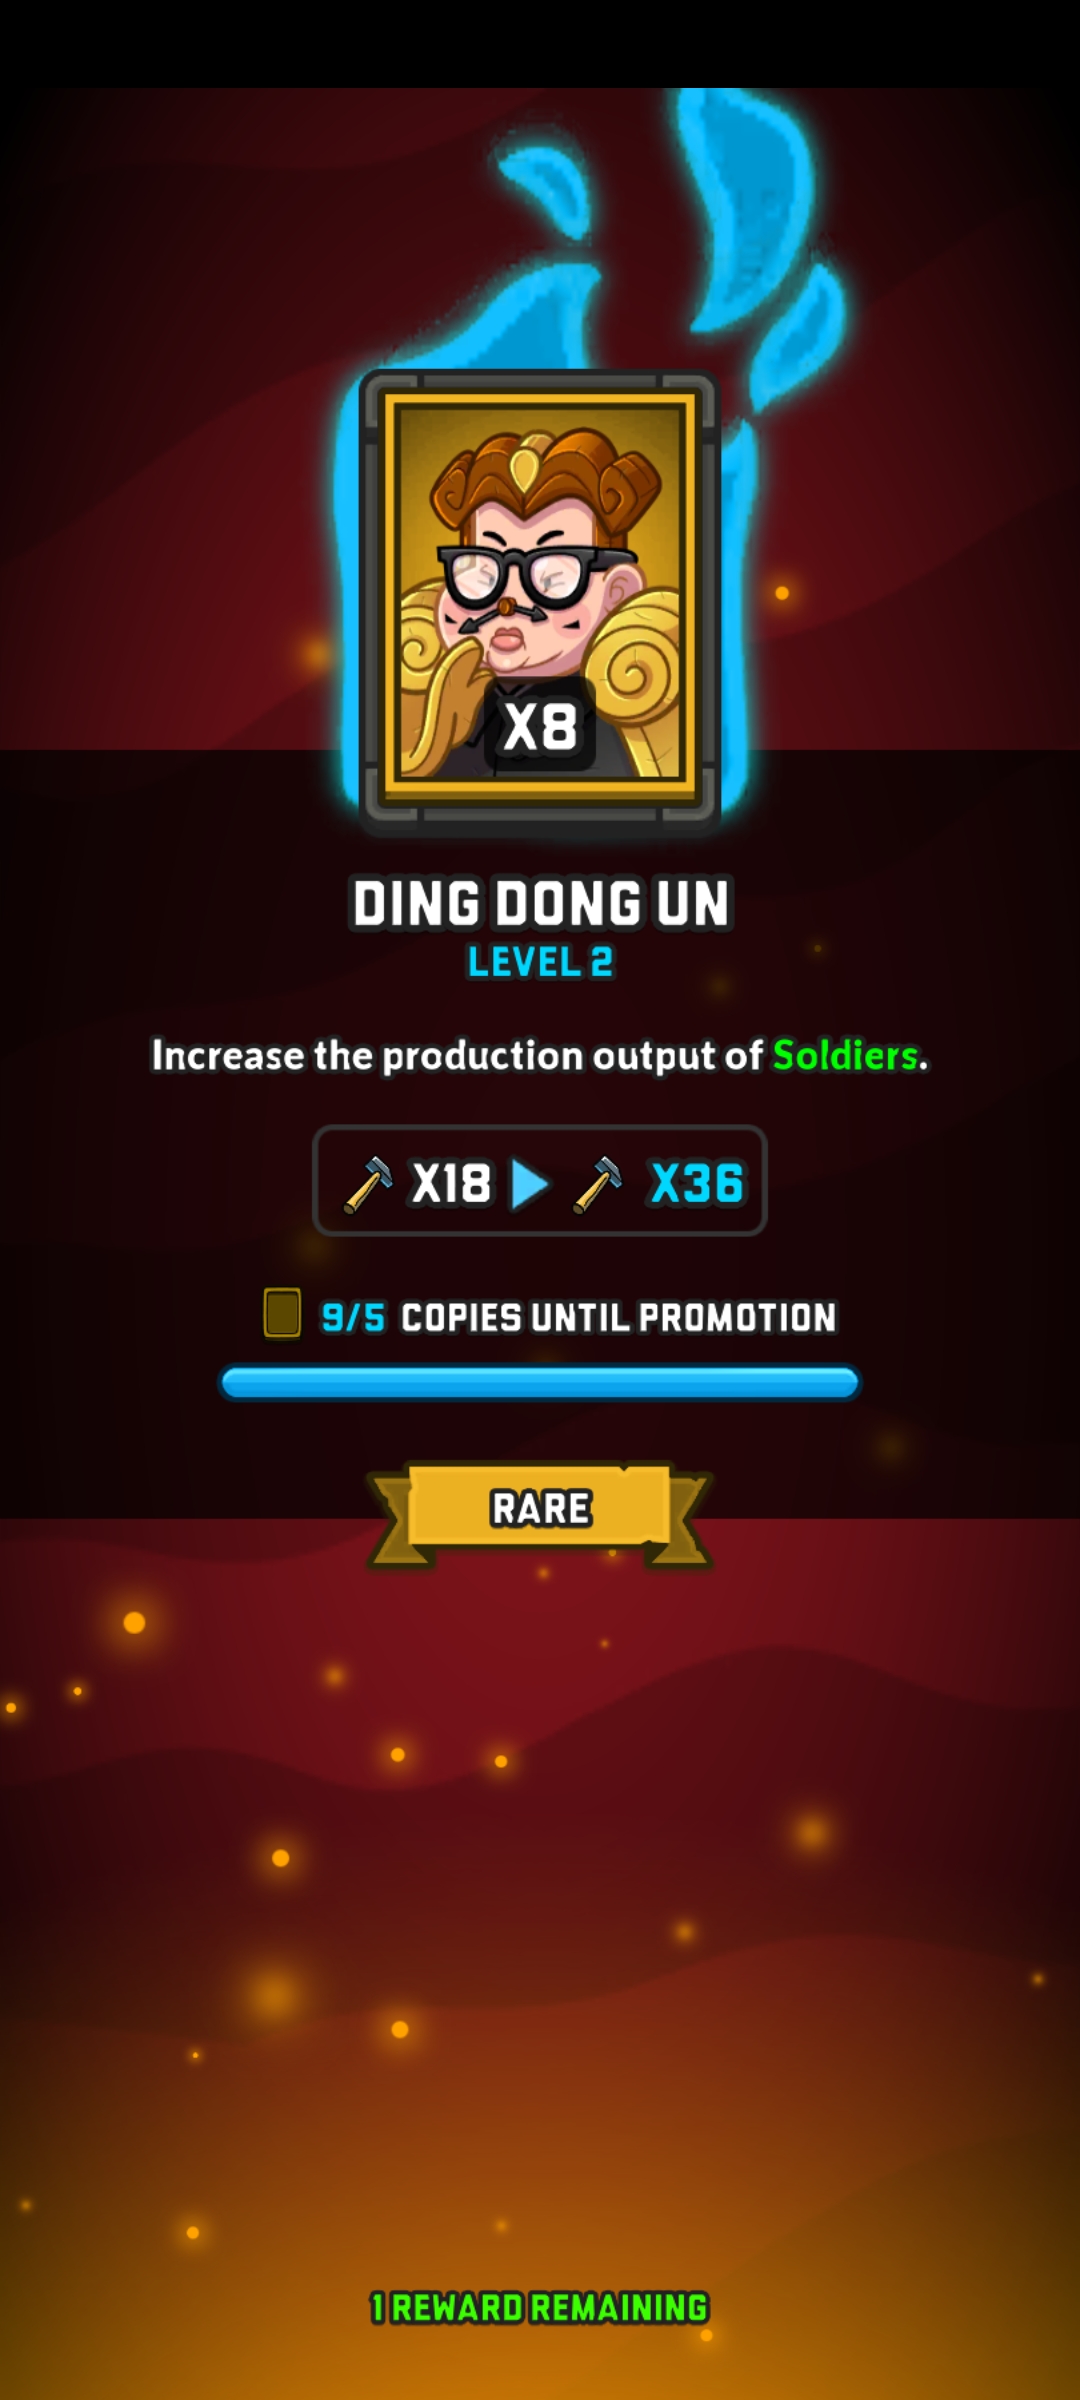 X8
DING DONG UN
LEVEL 2
Increase the production output of Soldiers.
X18 X36
9/5 COPIES UNTIL PROMOTION
RARE
1 REWARD REMAINING